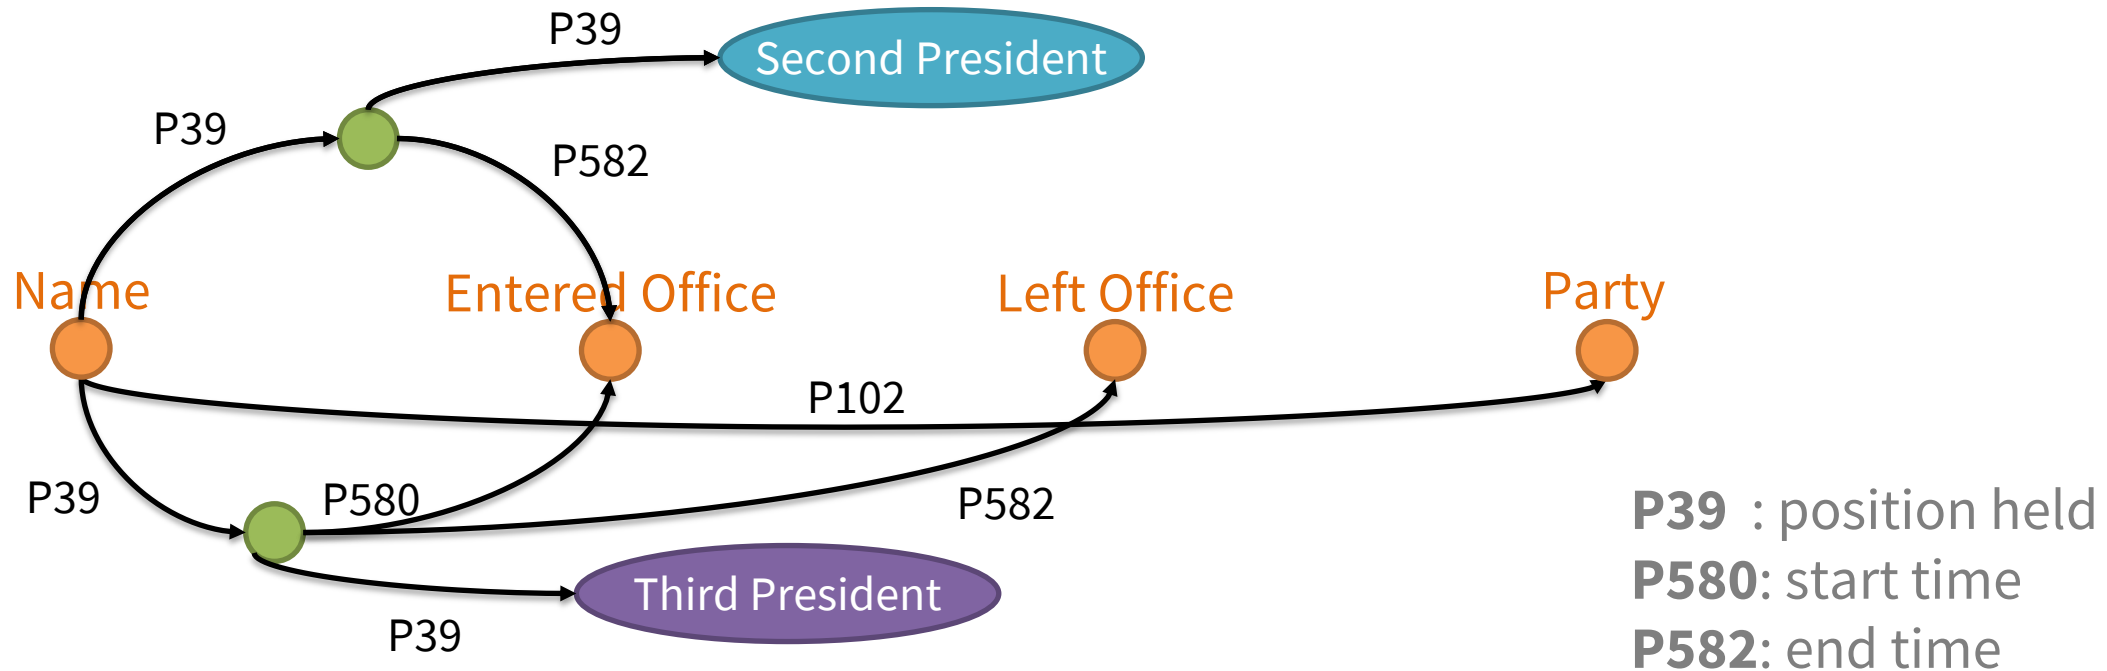 P39
Second President
P39
P582
Name
Entered Office
Left Office
Party
P102
P39
P580
P582
P39 : position held
P580: start time
Third President
P39
P582: end time